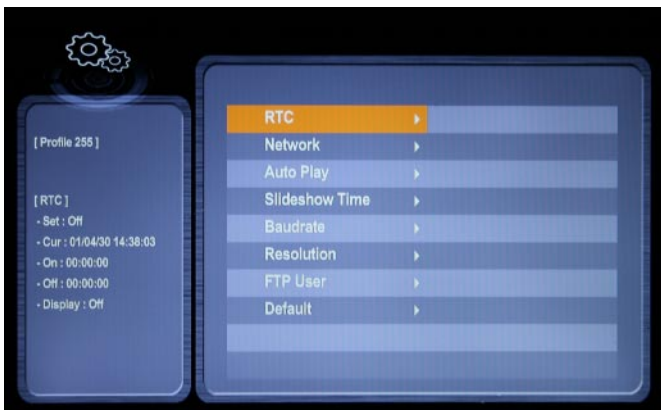 [ Profile 255 ]
[ RTC ]
- Set : Off
- Cur : 01/04/30 14:38:03
- On : 00:00:00
- Off : 00:00:00
- Display : Off
RTC
Network
Auto Play
Slideshow Time
Baudrate
Resolution
FTP User
Default